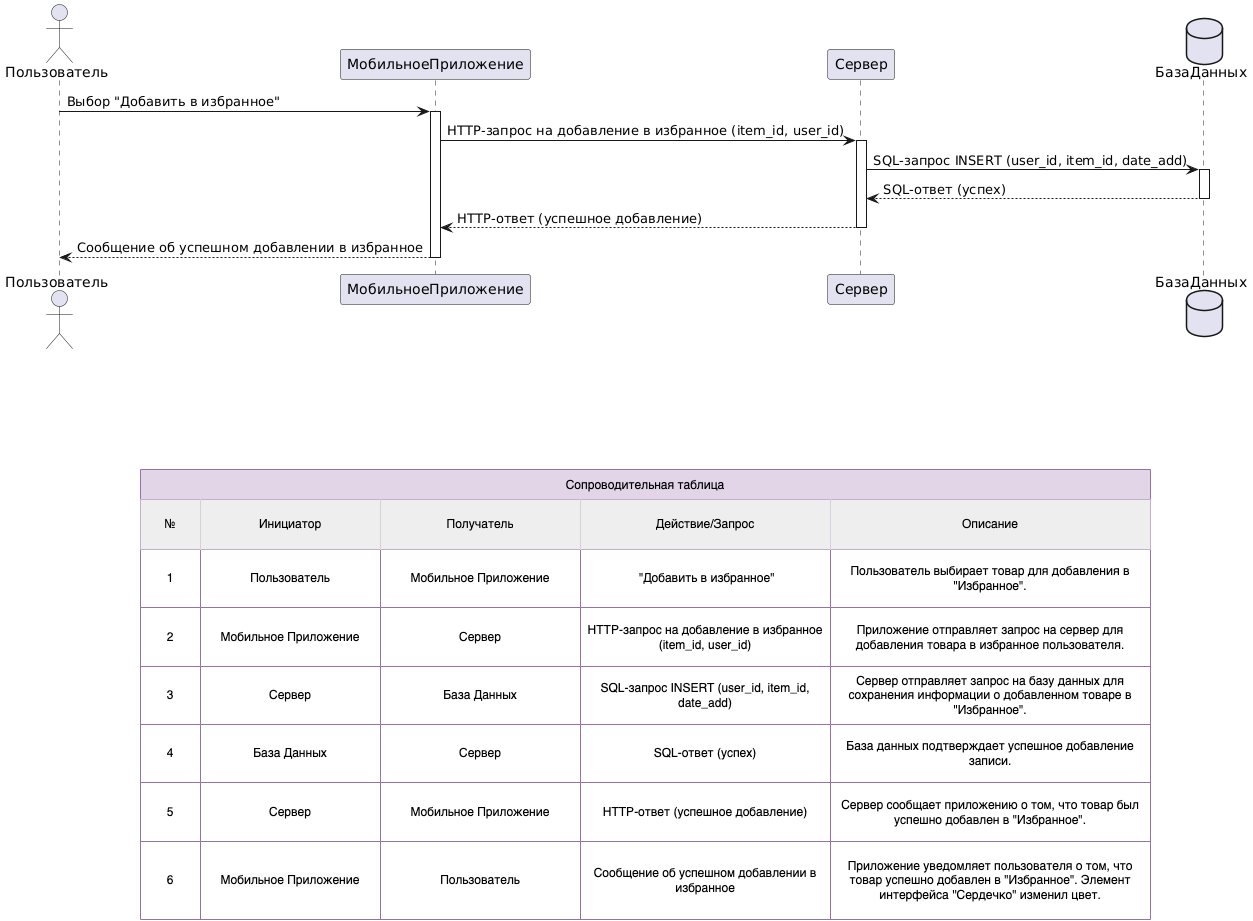 Пользователь
МобильноеПриложение
Сервер
БазаДанных
Выбор "Добавить в избранное"
HTTP-запрос на добавление в избранное (item_id, user_id)
SQL-запрос INSERT (user_id, item_id, date_add)
SQL-ответ (успех)
HTTP-ответ (успешное добавление)
Сообщение об успешном добавлении в избранное
Пользователь
МобильноеПриложение
Сервер
БазаДанных
Сопроводительная таблица
№
Инициатор
Получатель
Действие/Запрос
Описание
1
Пользователь
Мобильное Приложение
"Добавить в избранное"
Пользователь выбирает товар для добавления в
"Избранное".
2
Мобильное Приложение
Сервер
HTTP-запрос на добавление в избранное
(item_id, user_id)
Приложение отправляет запрос на сервер для
добавления товара в избранное пользователя.
3
Сервер
База Данных
SQL-запрос INSERT (user_id, item_id,
date_add)
Сервер отправляет запрос на базу данных для
сохранения информации о добавленном товаре в
"Избранное".
4
База Данных
Сервер
SQL-ответ (успех)
База данных подтверждает успешное добавление
записи.
5
Сервер
Мобильное Приложение
HTTP-ответ (успешное добавление)
Сервер сообщает приложению о том, что товар был
успешно добавлен в "Избранное".
6
Мобильное Приложение
Пользователь
Сообщение об успешном добавлении в
избранное
Приложение уведомляет пользователя о том, что
товар успешно добавлен в "Избранное". Элемент
интерфейса "Сердечко" изменил цвет.